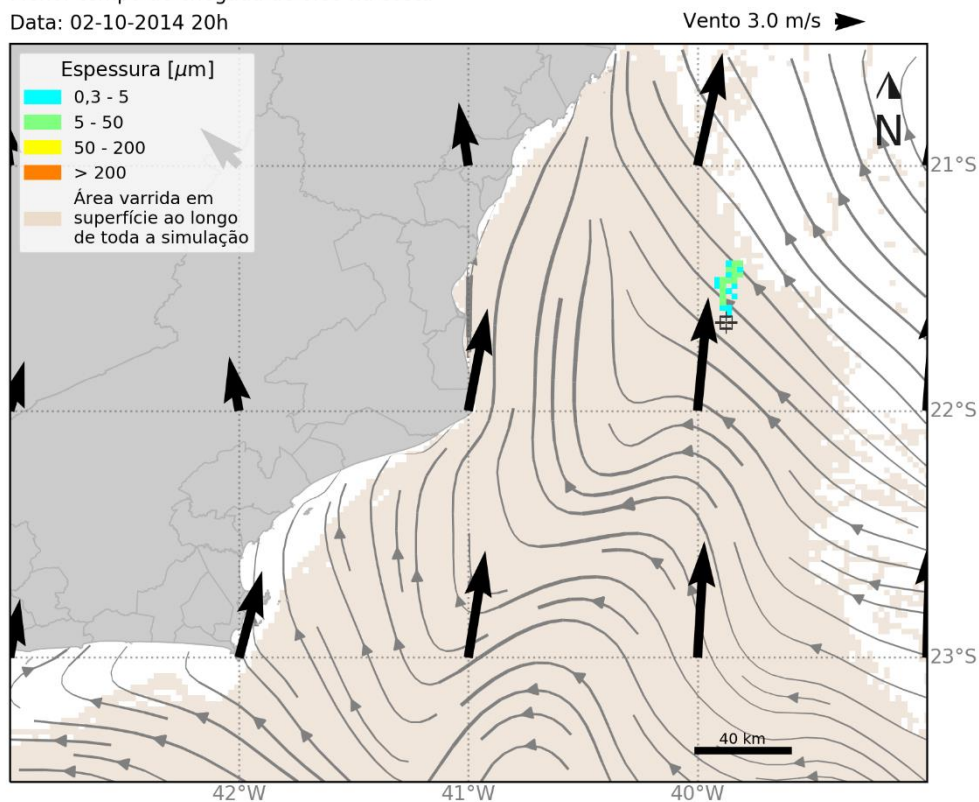 Data: 02-10-2014 20h
Vento 3.0 m/s
Espessura [μm]
0,3 - 5
5 - 50
50 - 200
> 200
Área varrida em
superfície ao longo
de toda a simulação
N
21°S
22°S
23°S
40 km
42°W
41°W
40°W